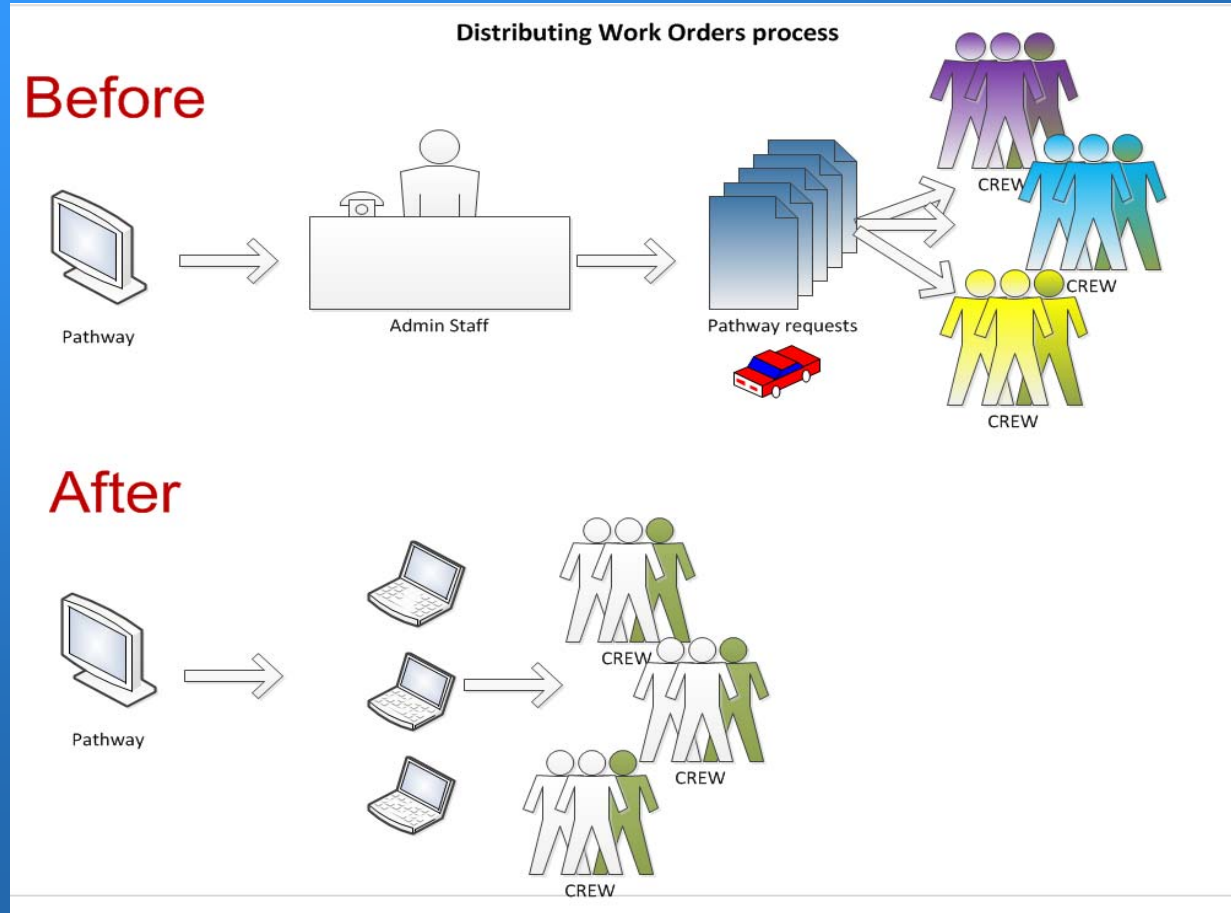 Distributing Work Orders process
Before
Pathway
Admin Staff
Pathway requests
CREW
CREW
CREW
After
Pathway
CREW
CREW
CREW